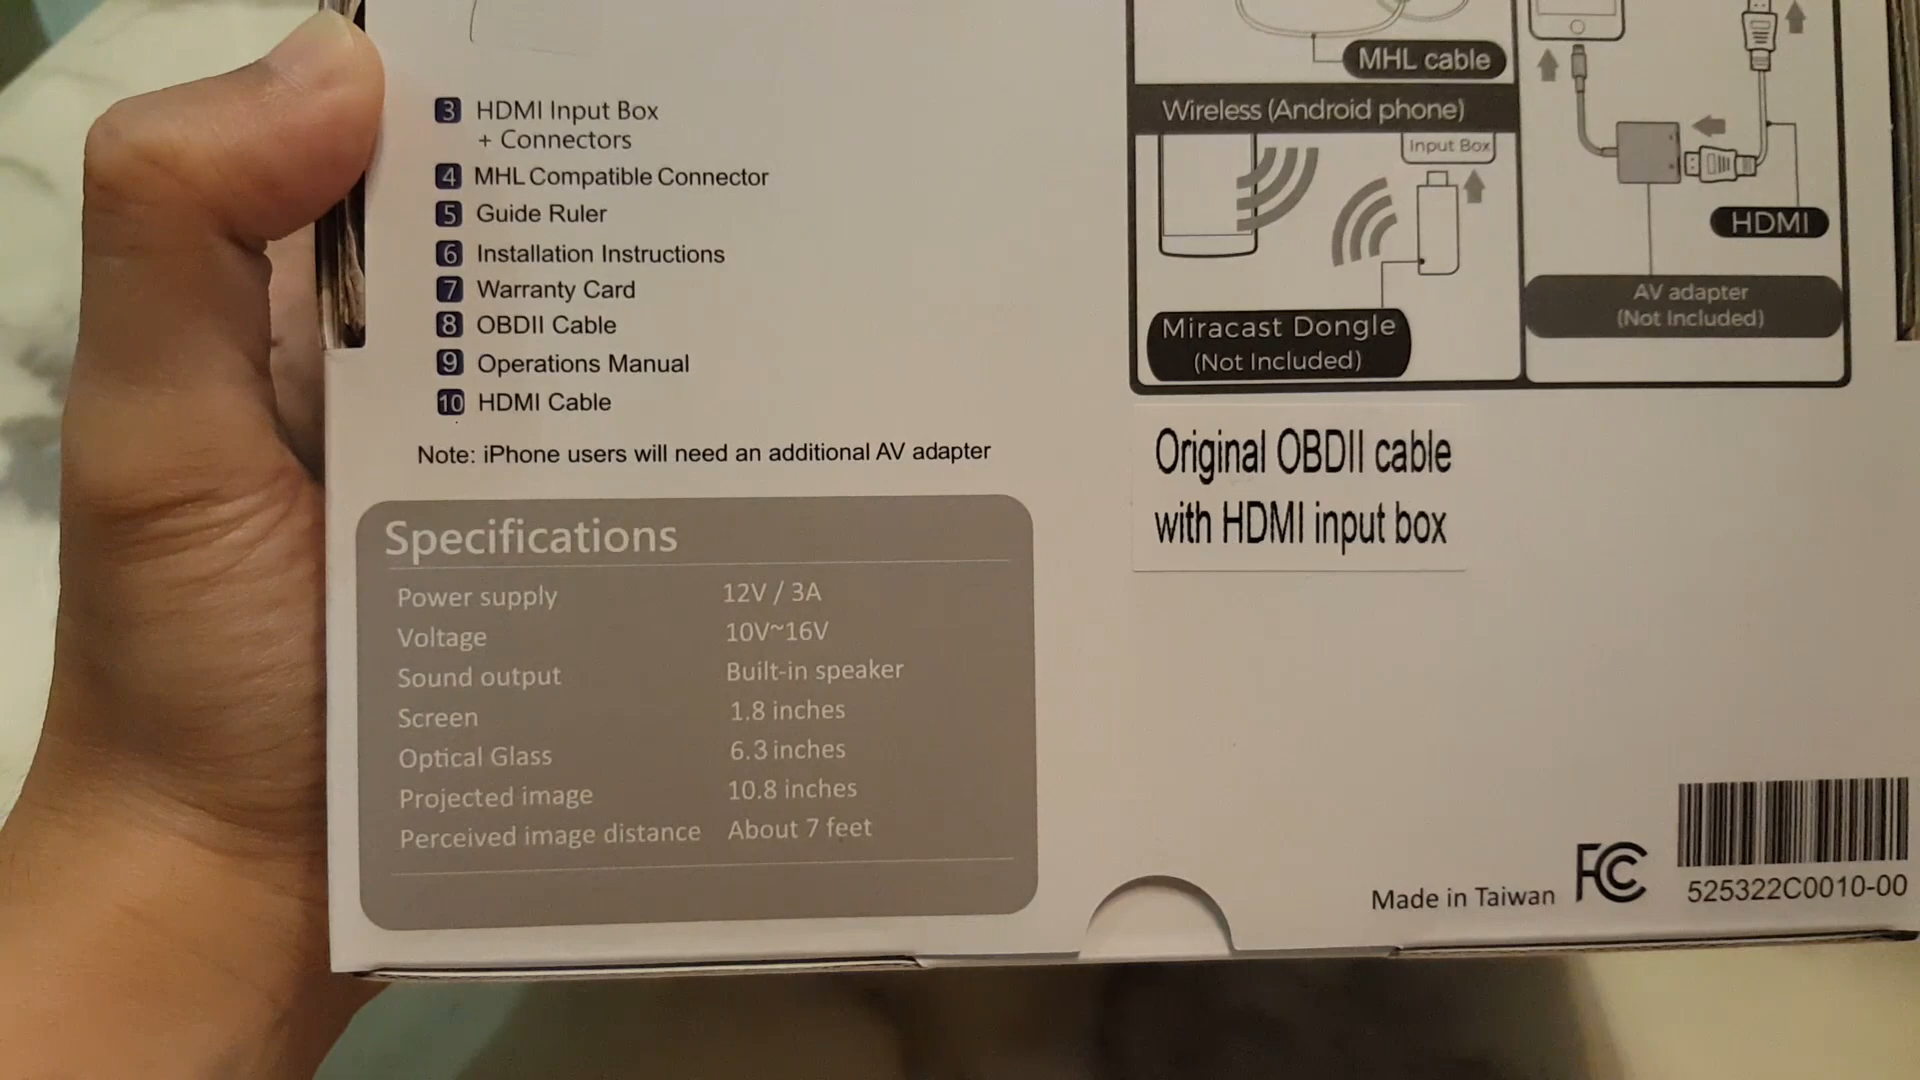 3 HDMI Input Box
+ Connectors
4 MHL Compatible Connector
5 Guide Ruler
6 Installation Instructions
7 Warranty Card
8 OBDII Cable
9 Operations Manual
10 HDMI Cable
Note: iPhone users will need an additional AV adapter
Specifications
Power supply 12V / 3A
Voltage 10V~16V
Sound output Built-in speaker
Screen 1.8 inches
Optical Glass 6.3 inches
Projected image 10.8 inches
Perceived image distance About 7 feet
MHL cable
Wireless (Android phone)
Input Box
Miracast Dongle
(Not Included)
HDMI
AV adapter
(Not Included)
Original OBDII cable
with HDMI input box
Made in Taiwan
FC
525322C0010-00